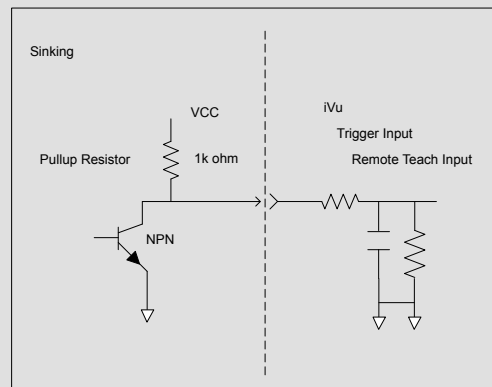 Sinking
VCC
Pullup Resistor
1k ohm
NPN
iVu
Trigger Input
Remote Teach Input